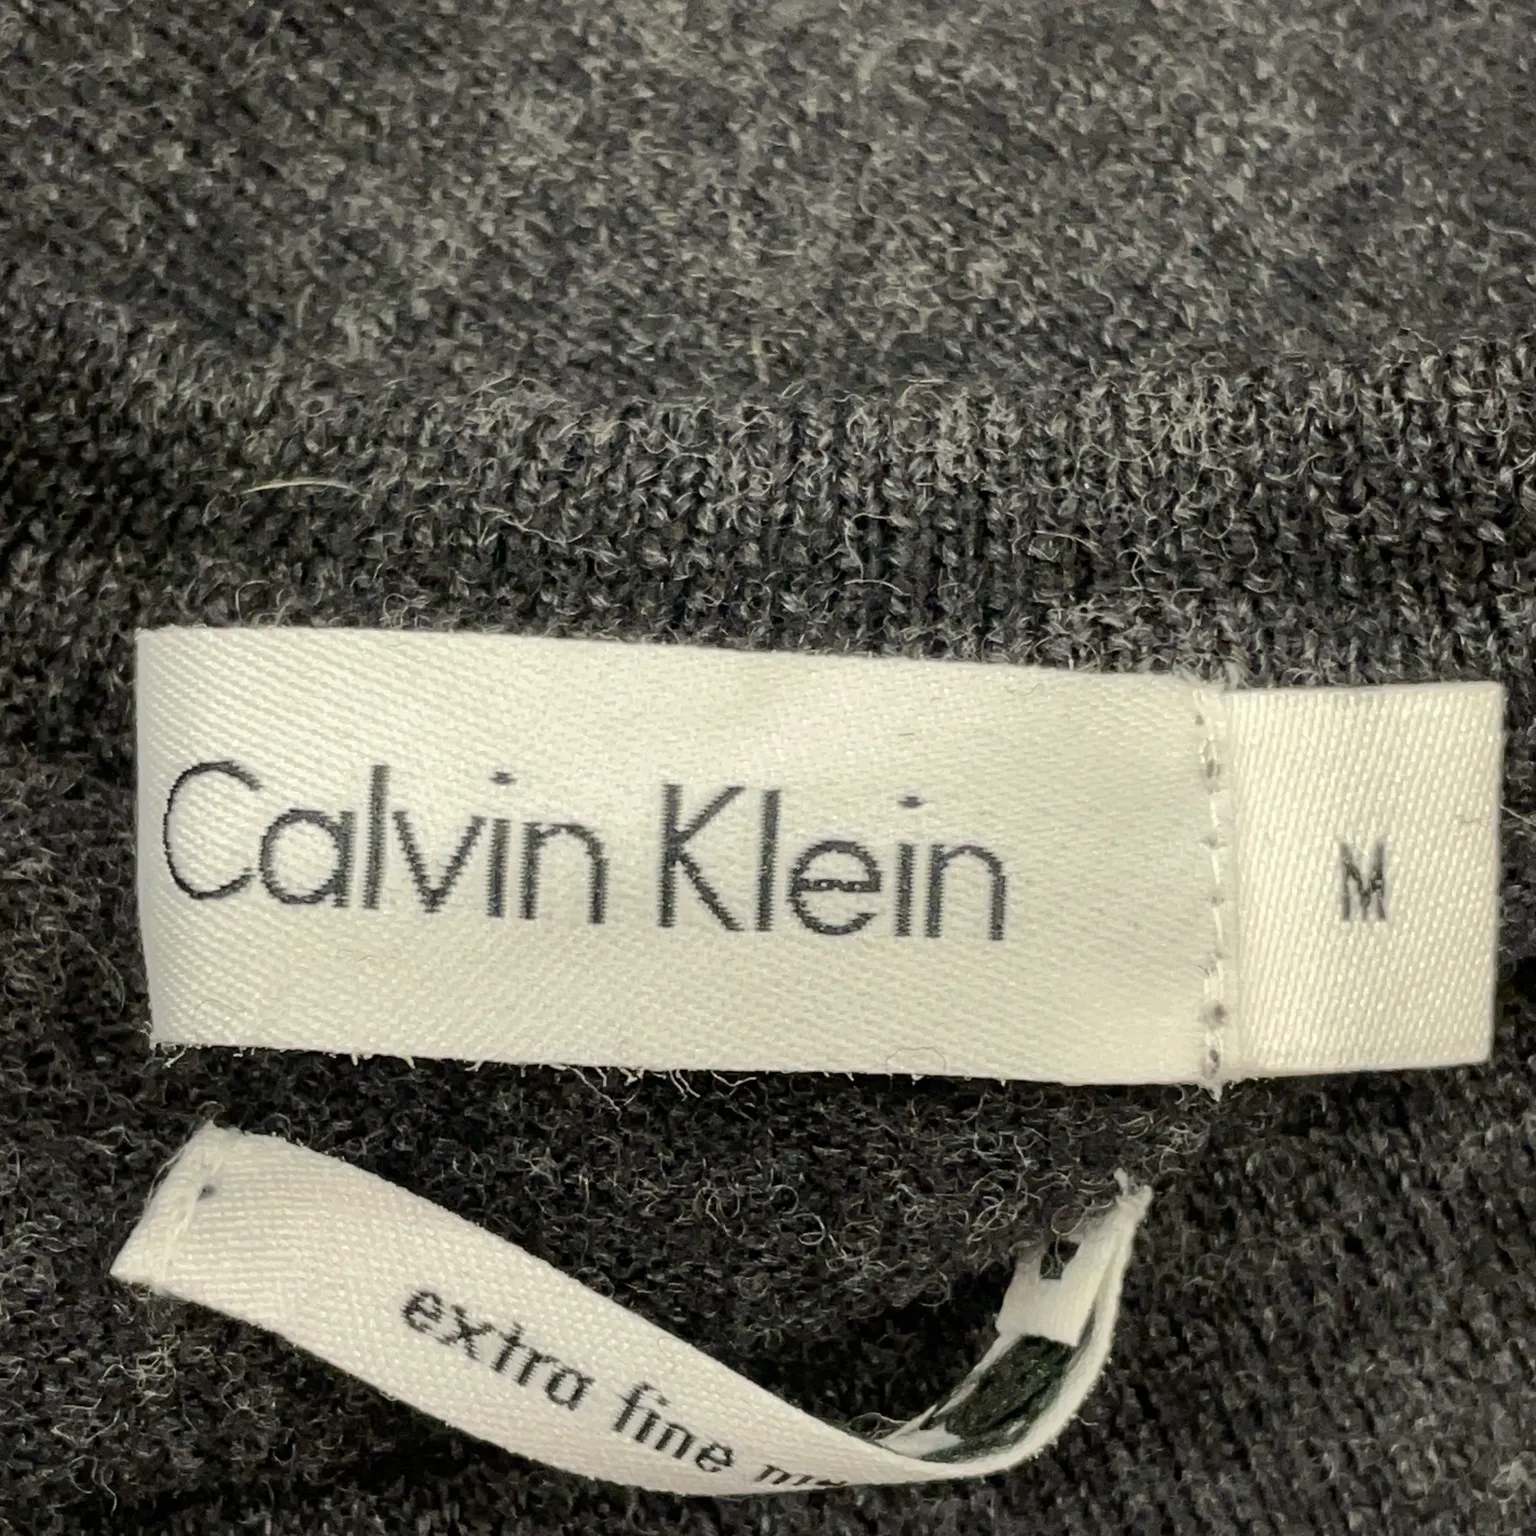 Calvin Klein
M
extra fine